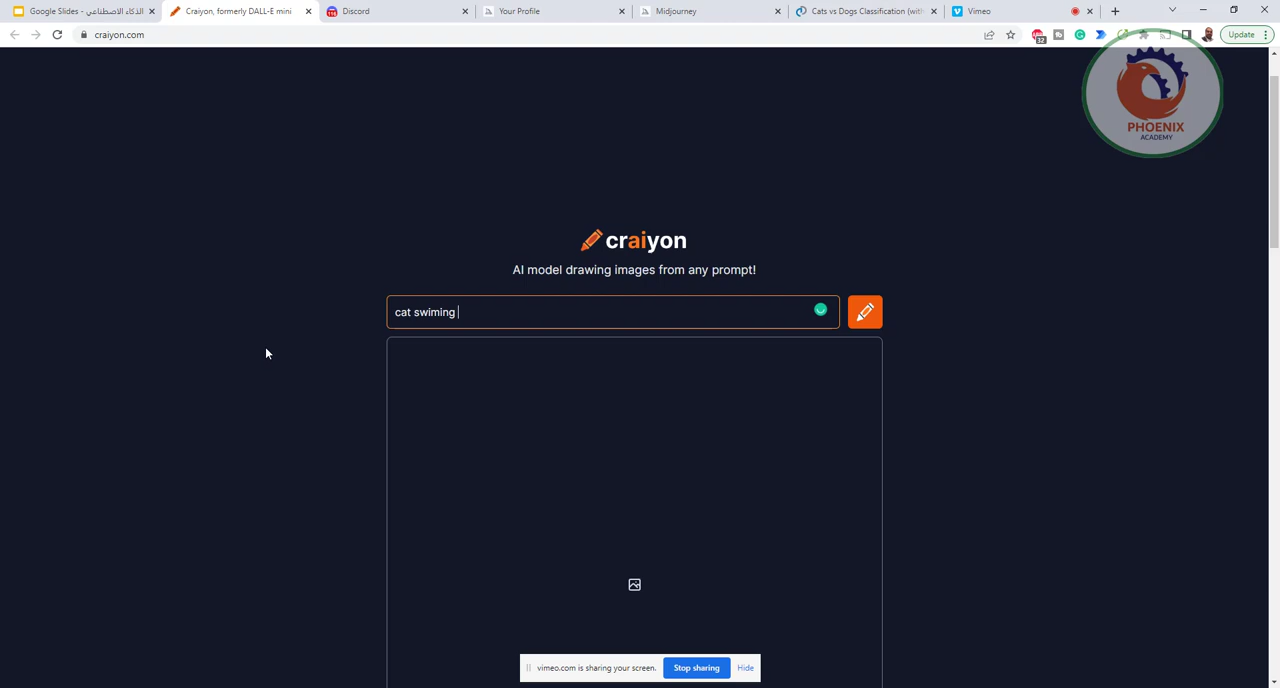 Google Slides - الذكاء الاصطناعي
Craiyon, formerly DALL-E mini
Discord
Your Profile
Midjourney
Cats vs Dogs Classification (with
Vimeo
craiyon.com
32
Update
PHOENIX
ACADEMY
craiyon
AI model drawing images from any prompt!
cat swiming
vimeo.com is sharing your screen.
Stop sharing
Hide